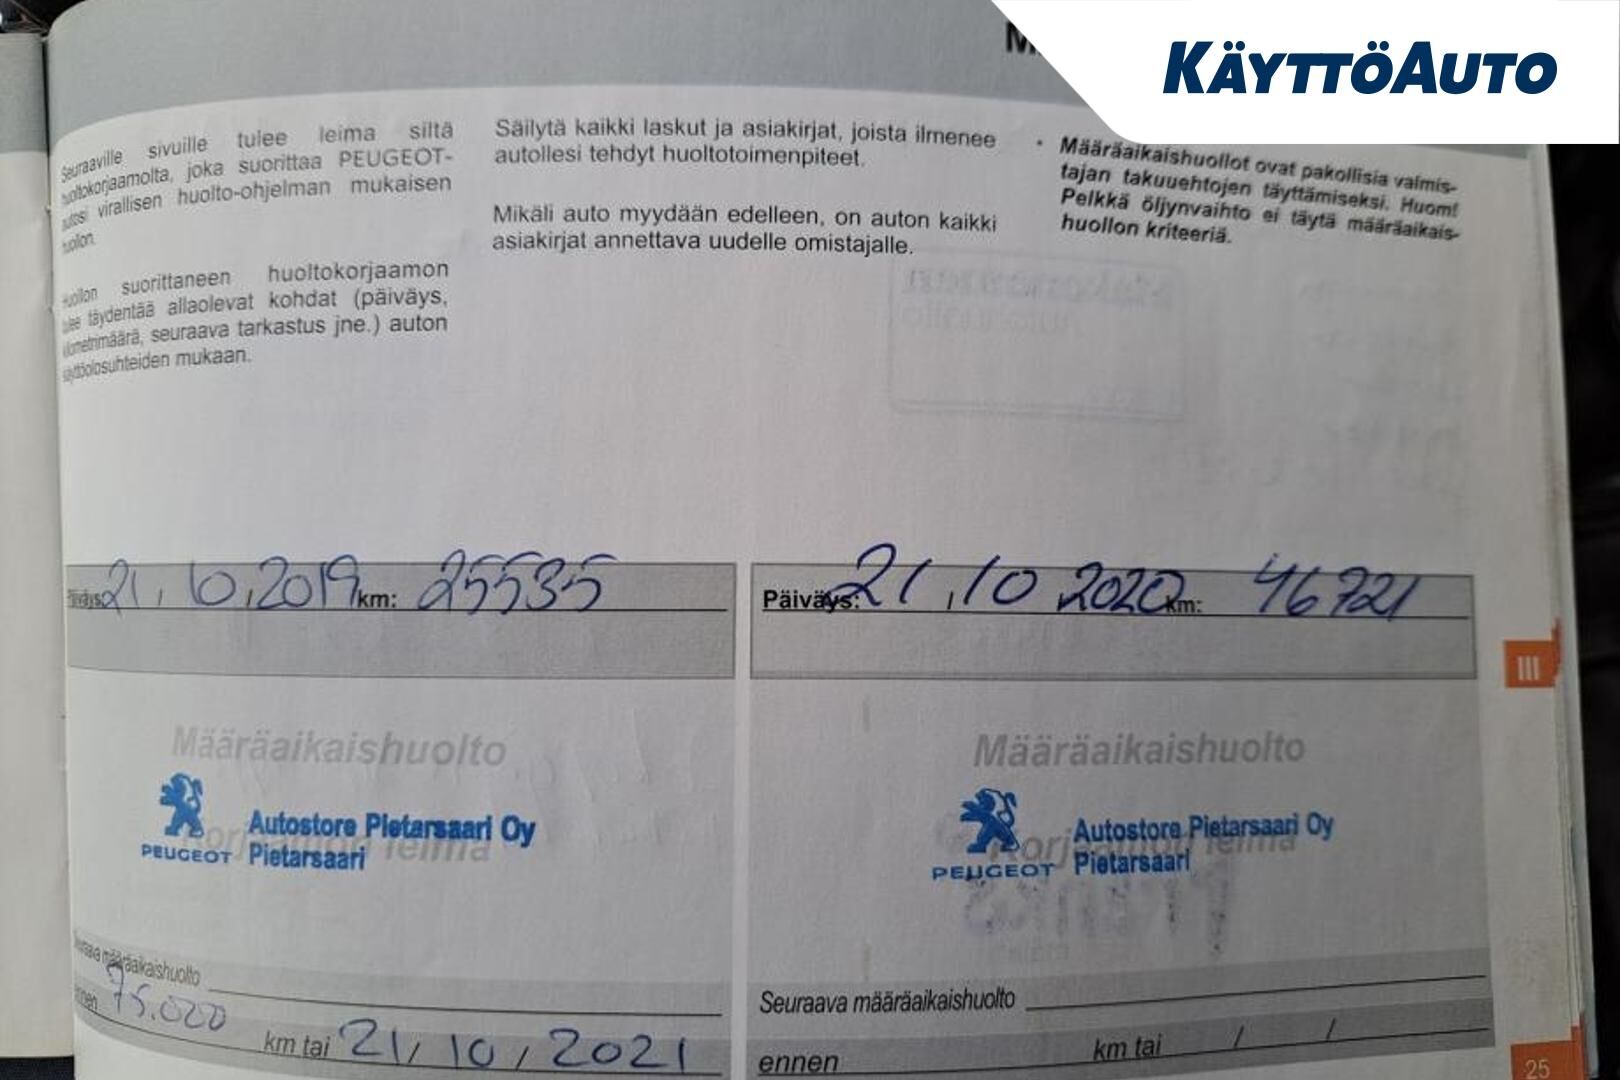 KÄYTTÖAUTO
Seuraaville sivuille tulee leima siltä
huoltokorjaamolta, joka suorittaa PEUGEOT-
autosi virallisen huolto-ohjelman mukaisen
huollon.
Huollon suorittaneen huoltokorjaamon
tulee täydentää allaolevat kohdat (päiväys,
kilometrimäärä, seuraava tarkastus jne.) auton
käyttöolosuhteiden mukaan.
Säilytä kaikki laskut ja asiakirjat, joista ilmenee
autollesi tehdyt huoltotoimenpiteet.
Mikäli auto myydään edelleen, on auton kaikki
asiakirjat annettava uudelle omistajalle.
• Määräaikaishuollot ovat pakollisia valmis-
tajan takuuehtojen täyttämiseksi. Huom!
Pelkkä öljynvaihto ei täytä määräaikais-
huollon kriteeriä.
Päiväys: 21, 10, 2019 km: 25535
Määräaikaishuolto
Korjaamon leima
Autostore Pietarsaari Oy
PEUGEOT Pietarsaari
Seuraava määräaikaishuolto
ennen 75.000 km tai 21/10/2021
Päiväys: 21, 10, 2020 km: 46721
Määräaikaishuolto
Korjaamon leima
Autostore Pietarsaari Oy
PEUGEOT Pietarsaari
Seuraava määräaikaishuolto
ennen km tai / /
III
25